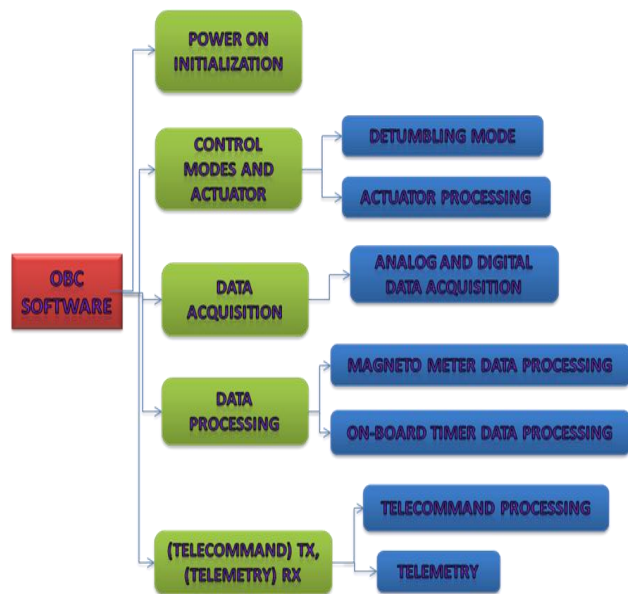 OBC
SOFTWARE
POWER ON
INITIALIZATION
CONTROL
MODES AND
ACTUATOR
DETUMBLING MODE
ACTUATOR PROCESSING
DATA
ACQUISITION
ANALOG AND DIGITAL
DATA ACQUISITION
DATA
PROCESSING
MAGNETO METER DATA PROCESSING
ON-BOARD TIMER DATA PROCESSING
(TELECOMMAND) TX,
(TELEMETRY) RX
TELECOMMAND PROCESSING
TELEMETRY